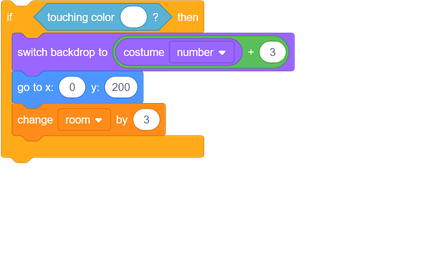 if touching color ? then
switch backdrop to costume number + 3
go to x: 0 y: 200
change room by 3